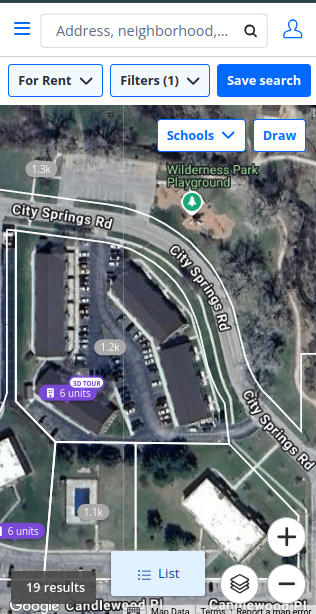 Address, neighborhood,...
For Rent
Filters (1)
Save search
Schools
Draw
1.3k
Wilderness Park
Playground
City Springs Rd
City Springs Rd
1.2k
3D TOUR
6 units
City Springs Rd
1.1k
6 units
List
19 results
Google
Candlewood Pl
Candlewood Pl
Map Data
Terms
Report a map error